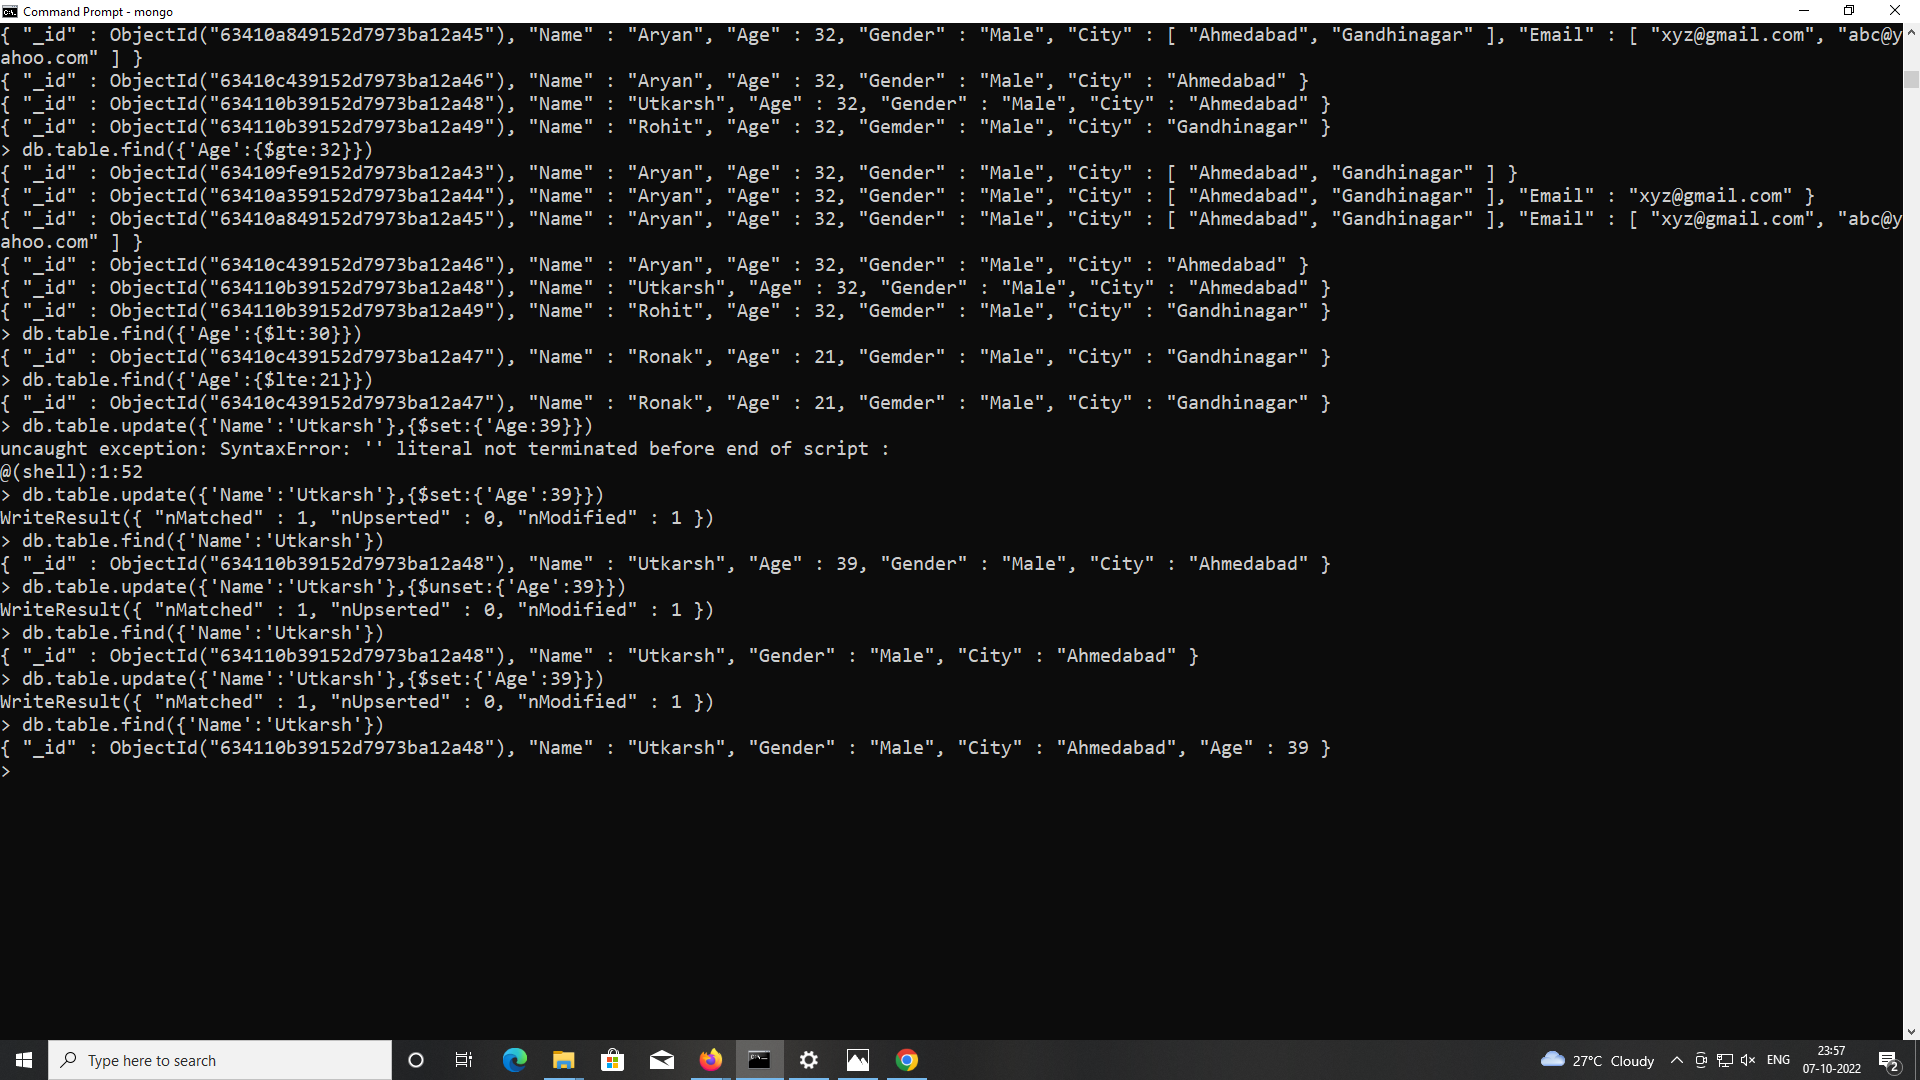 Command Prompt - mongo
{ "_id" : ObjectId("63410a849152d7973ba12a45"), "Name" : "Aryan", "Age" : 32, "Gender" : "Male", "City" : [ "Ahmedabad", "Gandhinagar" ], "Email" : [ "xyz@gmail.com", "abc@y
ahoo.com" ] }
{ "_id" : ObjectId("63410c439152d7973ba12a46"), "Name" : "Aryan", "Age" : 32, "Gender" : "Male", "City" : "Ahmedabad" }
{ "_id" : ObjectId("634110b39152d7973ba12a48"), "Name" : "Utkarsh", "Age" : 32, "Gender" : "Male", "City" : "Ahmedabad" }
{ "_id" : ObjectId("634110b39152d7973ba12a49"), "Name" : "Rohit", "Age" : 32, "Gemder" : "Male", "City" : "Gandhinagar" }
> db.table.find({'Age':{$gte:32}})
{ "_id" : ObjectId("634109fe9152d7973ba12a43"), "Name" : "Aryan", "Age" : 32, "Gender" : "Male", "City" : [ "Ahmedabad", "Gandhinagar" ] }
{ "_id" : ObjectId("63410a359152d7973ba12a44"), "Name" : "Aryan", "Age" : 32, "Gender" : "Male", "City" : [ "Ahmedabad", "Gandhinagar" ], "Email" : "xyz@gmail.com" }
{ "_id" : ObjectId("63410a849152d7973ba12a45"), "Name" : "Aryan", "Age" : 32, "Gender" : "Male", "City" : [ "Ahmedabad", "Gandhinagar" ], "Email" : [ "xyz@gmail.com", "abc@y
ahoo.com" ] }
{ "_id" : ObjectId("63410c439152d7973ba12a46"), "Name" : "Aryan", "Age" : 32, "Gender" : "Male", "City" : "Ahmedabad" }
{ "_id" : ObjectId("634110b39152d7973ba12a48"), "Name" : "Utkarsh", "Age" : 32, "Gender" : "Male", "City" : "Ahmedabad" }
{ "_id" : ObjectId("634110b39152d7973ba12a49"), "Name" : "Rohit", "Age" : 32, "Gemder" : "Male", "City" : "Gandhinagar" }
> db.table.find({'Age':{$lt:30}})
{ "_id" : ObjectId("63410c439152d7973ba12a47"), "Name" : "Ronak", "Age" : 21, "Gemder" : "Male", "City" : "Gandhinagar" }
> db.table.find({'Age':{$lte:21}})
{ "_id" : ObjectId("63410c439152d7973ba12a47"), "Name" : "Ronak", "Age" : 21, "Gemder" : "Male", "City" : "Gandhinagar" }
> db.table.update({'Name':'Utkarsh'},{$set:{'Age:39}})
uncaught exception: SyntaxError: '' literal not terminated before end of script :
@(shell):1:52
> db.table.update({'Name':'Utkarsh'},{$set:{'Age':39}})
WriteResult({ "nMatched" : 1, "nUpserted" : 0, "nModified" : 1 })
> db.table.find({'Name':'Utkarsh'})
{ "_id" : ObjectId("634110b39152d7973ba12a48"), "Name" : "Utkarsh", "Age" : 39, "Gender" : "Male", "City" : "Ahmedabad" }
> db.table.update({'Name':'Utkarsh'},{$unset:{'Age':39}})
WriteResult({ "nMatched" : 1, "nUpserted" : 0, "nModified" : 1 })
> db.table.find({'Name':'Utkarsh'})
{ "_id" : ObjectId("634110b39152d7973ba12a48"), "Name" : "Utkarsh", "Gender" : "Male", "City" : "Ahmedabad" }
> db.table.update({'Name':'Utkarsh'},{$set:{'Age':39}})
WriteResult({ "nMatched" : 1, "nUpserted" : 0, "nModified" : 1 })
> db.table.find({'Name':'Utkarsh'})
{ "_id" : ObjectId("634110b39152d7973ba12a48"), "Name" : "Utkarsh", "Gender" : "Male", "City" : "Ahmedabad", "Age" : 39 }
>
Type here to search
27°C Cloudy
ENG
23:57
07-10-2022
2